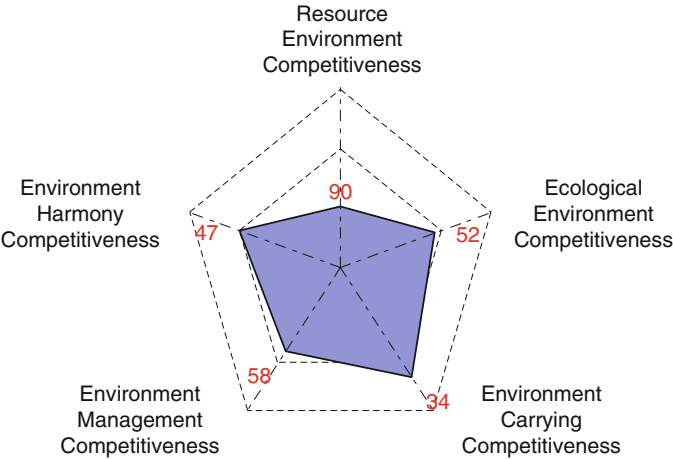 Resource
Environment
Competitiveness
90
Ecological
Environment
Competitiveness
52
Environment
Carrying
Competitiveness
34
Environment
Management
Competitiveness
58
Environment
Harmony
Competitiveness
47